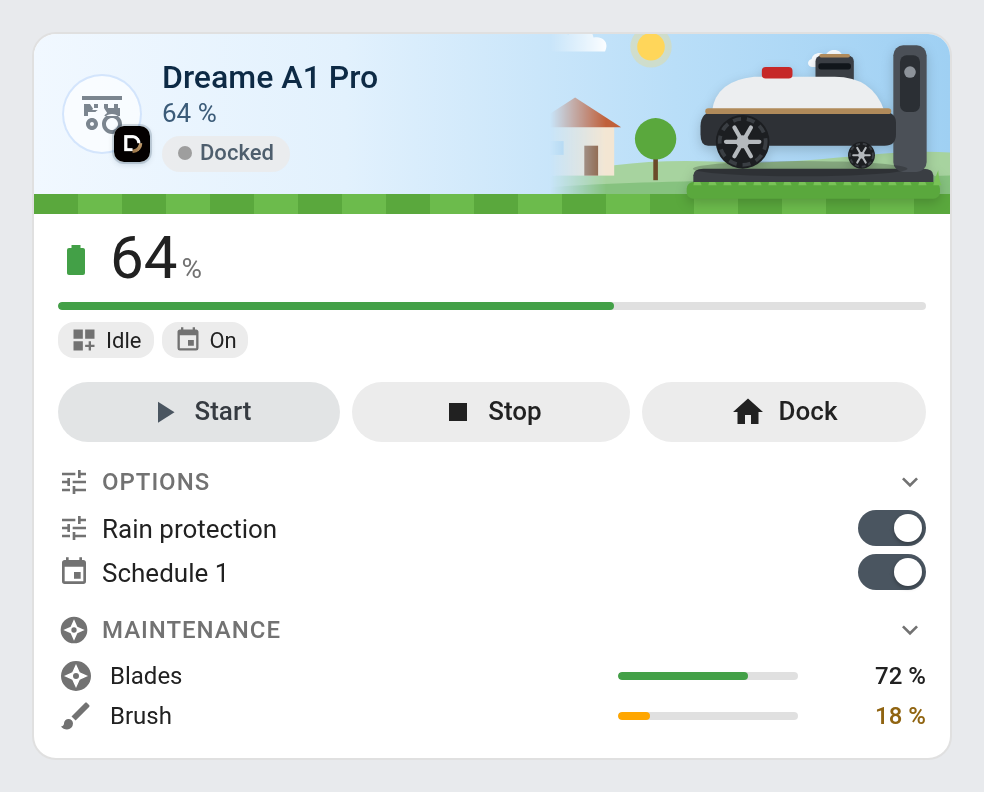 Dreame A1 Pro
64 %
D
Docked
64 %
Idle
On
Start
Stop
Dock
OPTIONS
Rain protection
Schedule 1
MAINTENANCE
Blades
72 %
Brush
18 %